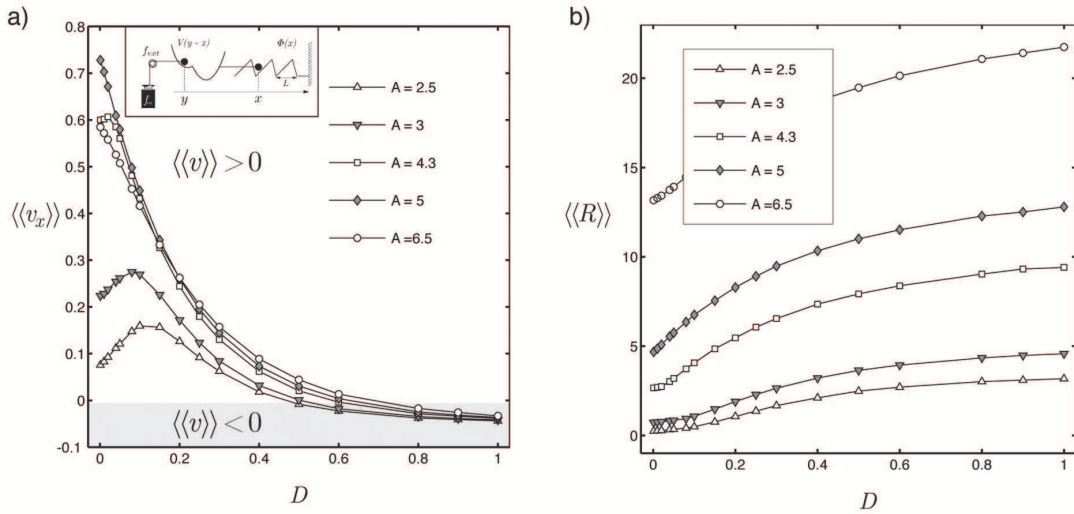 a)
0.8
0.7
0.6
0.5
0.4
0.3
0.2
0.1
0
-0.1
⟨⟨v_x⟩⟩
f_ext
V(y − x)
Φ(x)
L
y
x
A = 2.5
A = 3
A = 4.3
A = 5
A =6.5
⟨⟨v⟩⟩ > 0
⟨⟨v⟩⟩ < 0
0
0.2
0.4
0.6
0.8
1
D
b)
20
15
10
5
0
⟨⟨R⟩⟩
A = 2.5
A = 3
A = 4.3
A = 5
A = 6.5
0
0.2
0.4
0.6
0.8
1
D